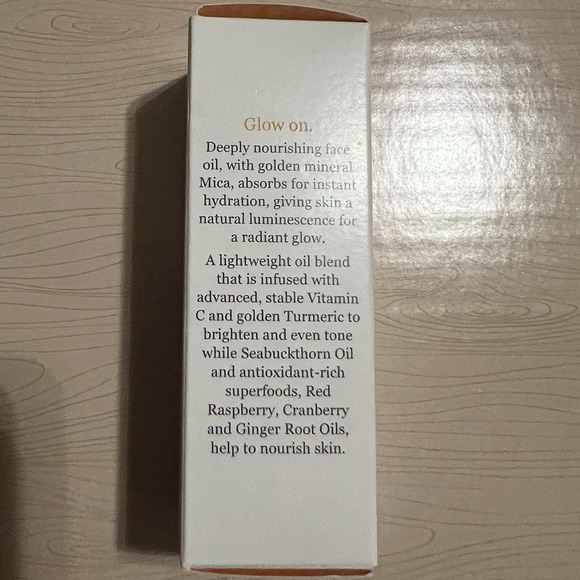 Glow on.
Deeply nourishing face
oil, with golden mineral
Mica, absorbs for instant
hydration, giving skin a
natural luminescence for
a radiant glow.
A lightweight oil blend
that is infused with
advanced, stable Vitamin
C and golden Turmeric to
brighten and even tone
while Seabuckthorn Oil
and antioxidant-rich
superfoods, Red
Raspberry, Cranberry
and Ginger Root Oils,
help to nourish skin.